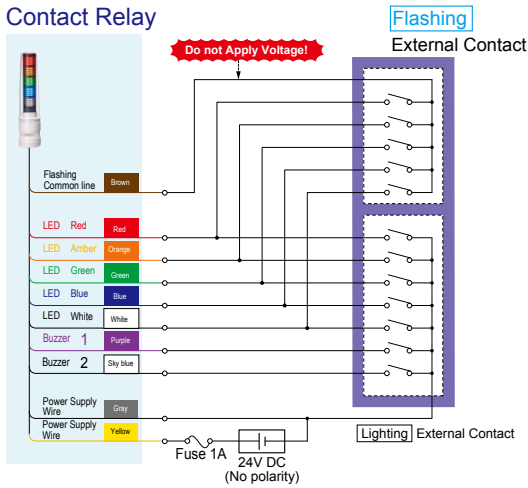 Contact Relay
Flashing
External Contact
Do not Apply Voltage!
Flashing
Common line
Brown
LED Red
Red
LED Amber
Orange
LED Green
Green
LED Blue
Blue
LED White
White
Buzzer 1
Purple
Buzzer 2
Sky blue
Power Supply
Wire
Gray
Power Supply
Wire
Yellow
Fuse 1A
24V DC
(No polarity)
Lighting External Contact